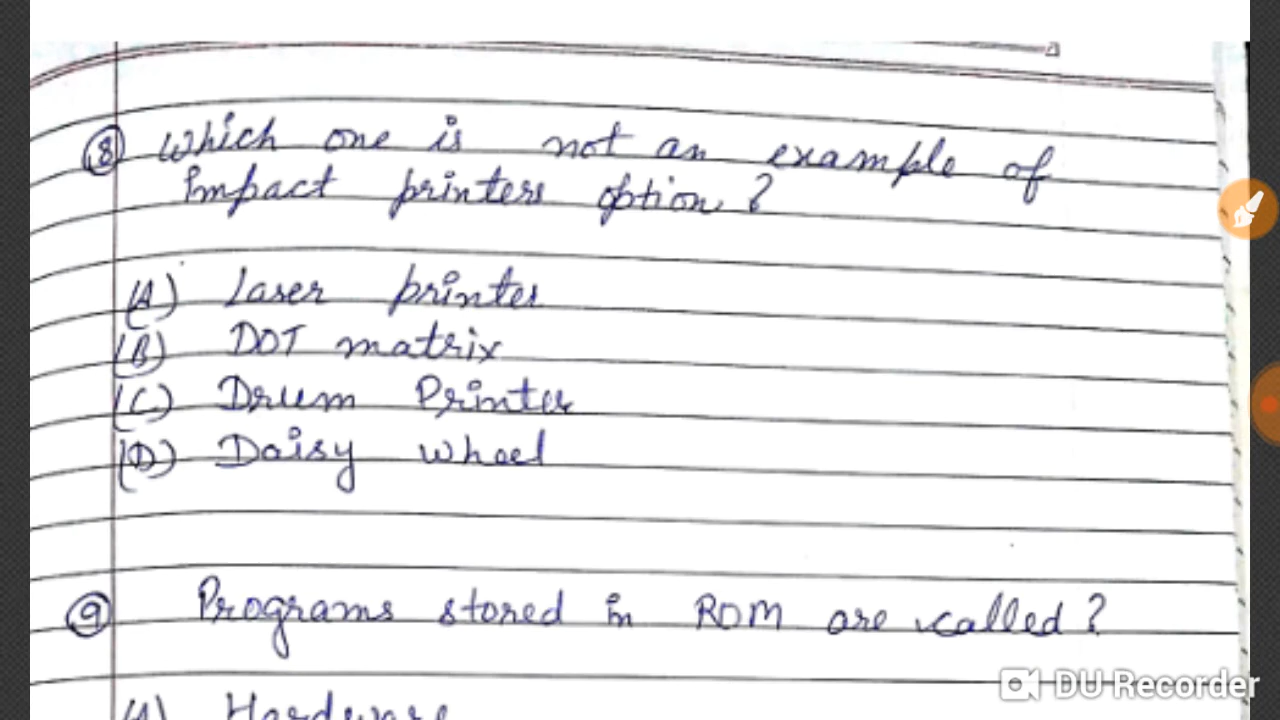 8 Which one is not an example of
impact printers option?
(A) Laser printer
(B) DOT matrix
(C) Drum Printer
(D) Daisy wheel
9 Programs stored in ROM are called?
(A) Hardware
DU Recorder